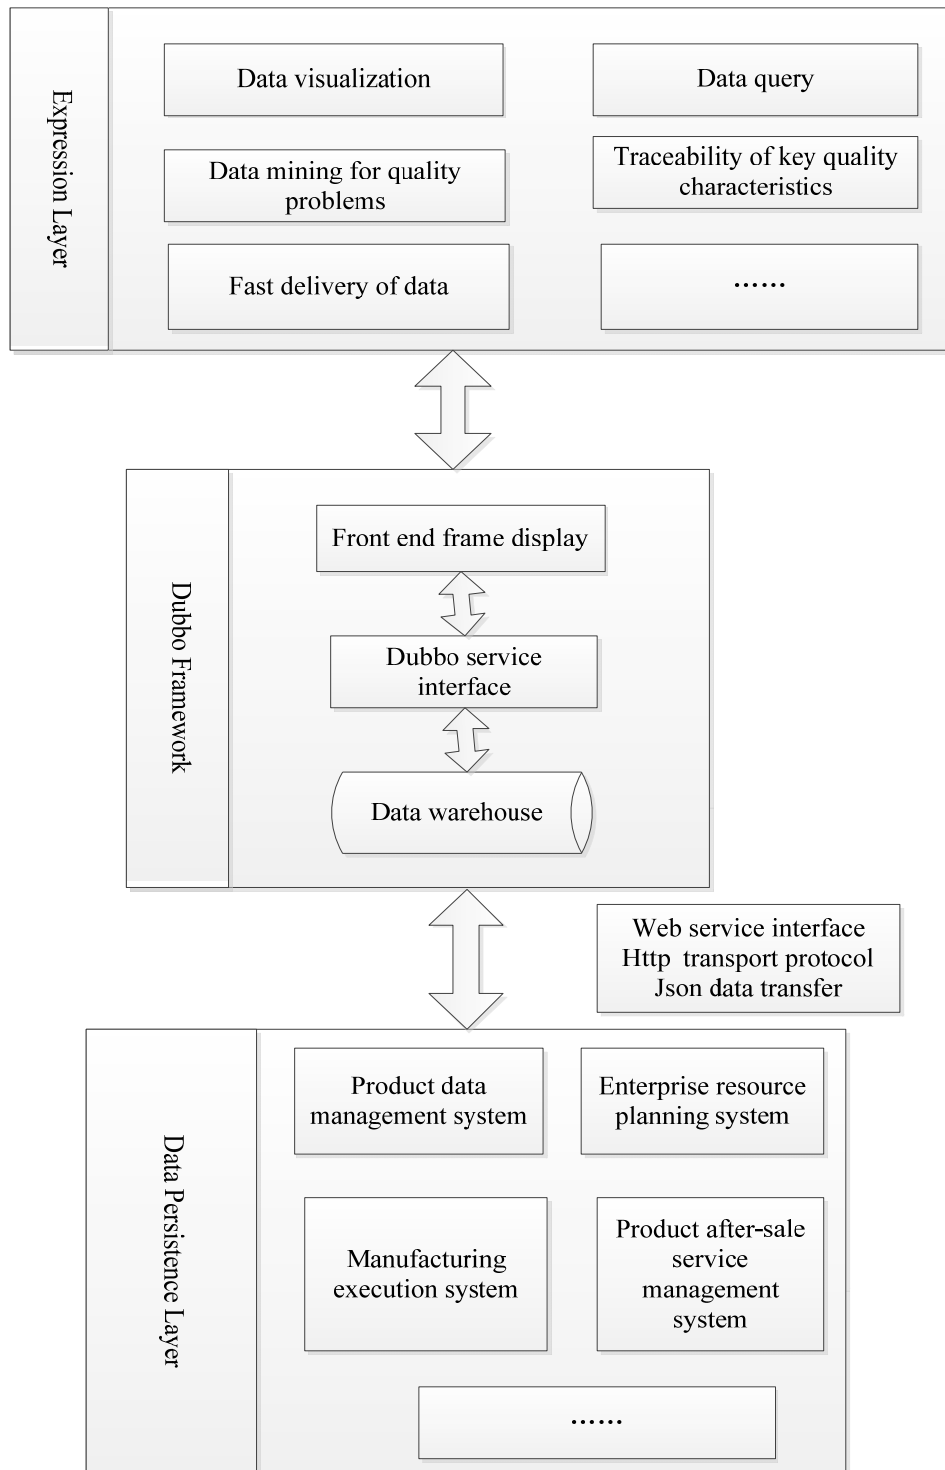 Expression Layer
Data visualization
Data query
Data mining for quality
problems
Traceability of key quality
characteristics
Fast delivery of data
......
Dubbo Framework
Front end frame display
Dubbo service
interface
Data warehouse
Web service interface
Http transport protocol
Json data transfer
Data Persistence Layer
Product data
management system
Enterprise resource
planning system
Manufacturing
execution system
Product after-sale
service
management
system
......